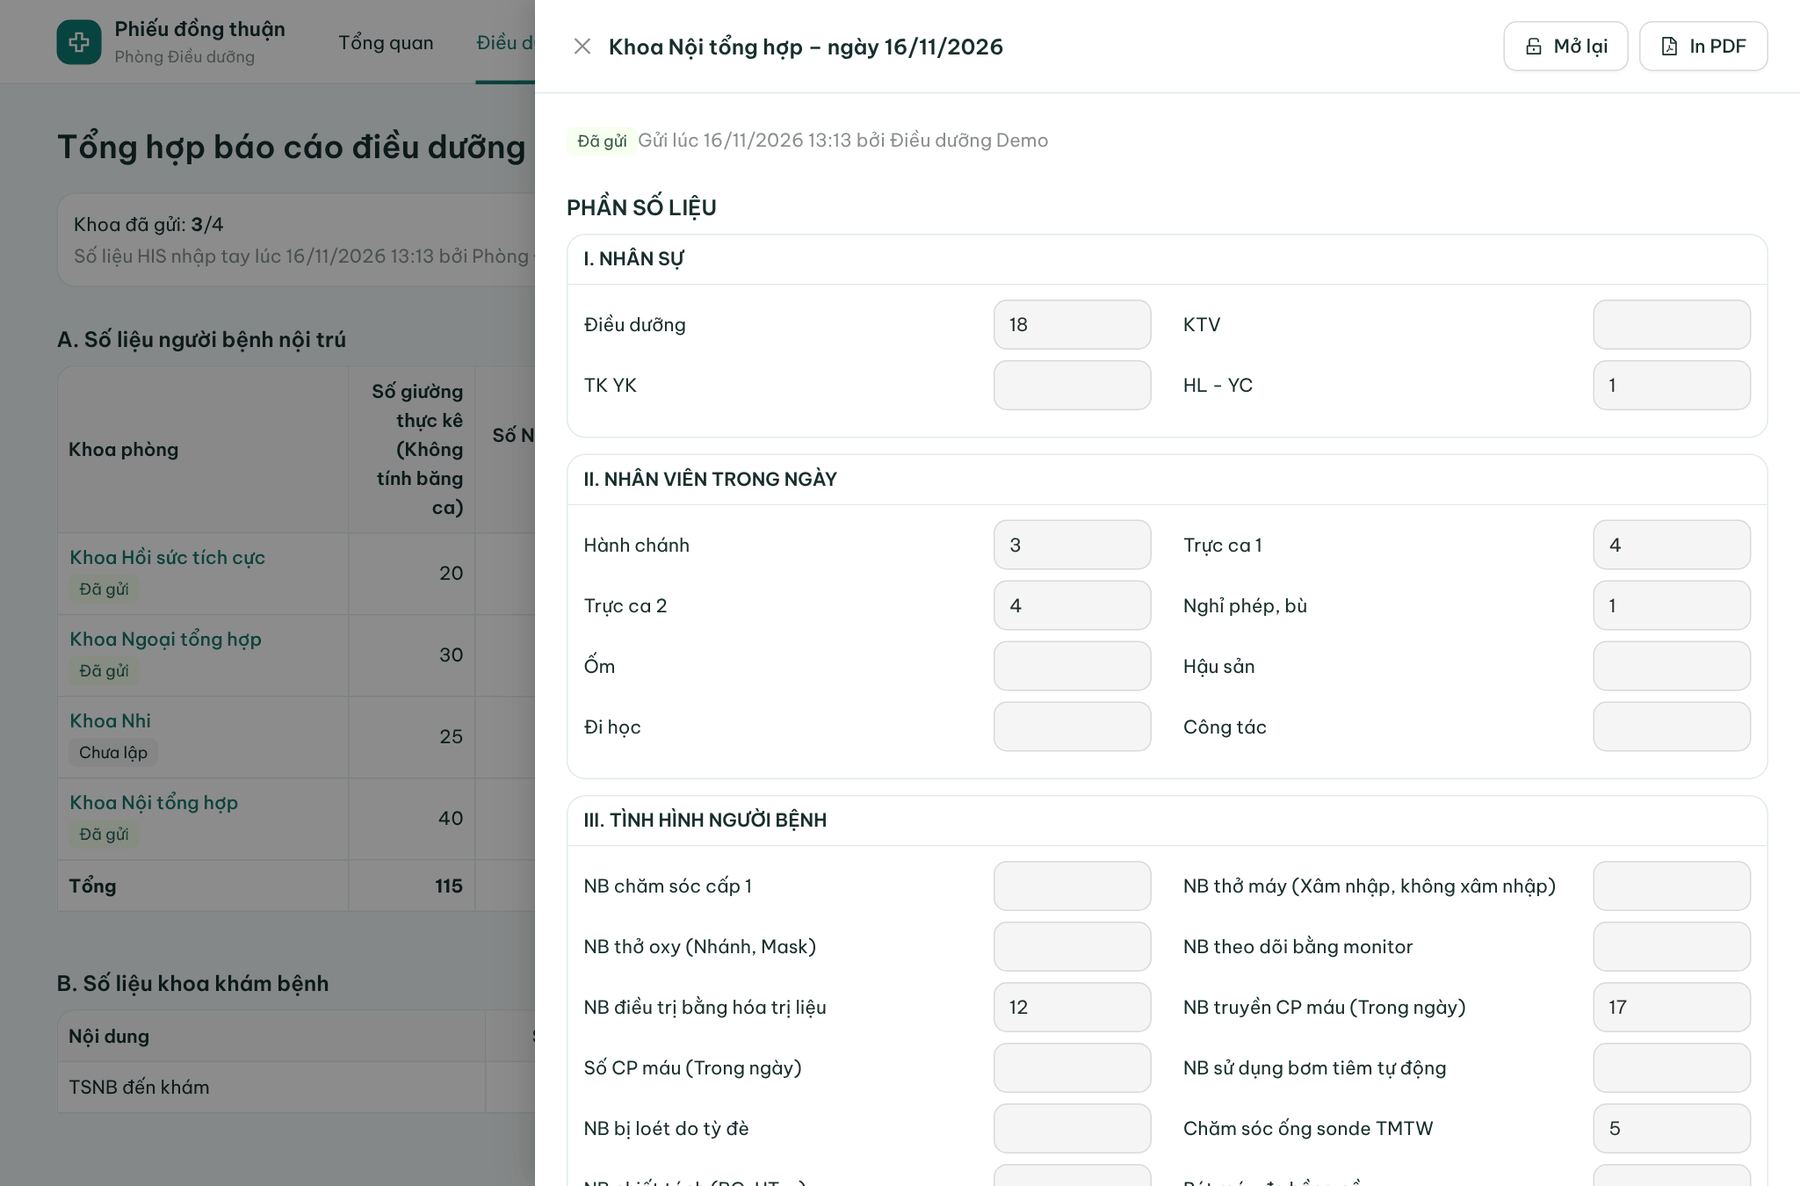 Phiếu đồng thuận
Phòng Điều dưỡng
Tổng quan
Điều d
Tổng hợp báo cáo điều dưỡng
Khoa đã gửi: 3/4
Số liệu HIS nhập tay lúc 16/11/2026 13:13 bởi Phòng
A. Số liệu người bệnh nội trú
Khoa phòng
Số giường
thực kê
(Không
tính băng
ca)
Số N
Khoa Hồi sức tích cực
Đã gửi
20
Khoa Ngoại tổng hợp
Đã gửi
30
Khoa Nhi
Chưa lập
25
Khoa Nội tổng hợp
Đã gửi
40
Tổng
115
B. Số liệu khoa khám bệnh
Nội dung
TSNB đến khám
Khoa Nội tổng hợp – ngày 16/11/2026
Mở lại
In PDF
Đã gửi Gửi lúc 16/11/2026 13:13 bởi Điều dưỡng Demo
PHẦN SỐ LIỆU
I. NHÂN SỰ
Điều dưỡng 18 KTV
TK YK HL - YC 1
II. NHÂN VIÊN TRONG NGÀY
Hành chánh 3 Trực ca 1 4
Trực ca 2 4 Nghỉ phép, bù 1
Ốm Hậu sản
Đi học Công tác
III. TÌNH HÌNH NGƯỜI BỆNH
NB chăm sóc cấp 1 NB thở máy (Xâm nhập, không xâm nhập)
NB thở oxy (Nhánh, Mask) NB theo dõi bằng monitor
NB điều trị bằng hóa trị liệu 12 NB truyền CP máu (Trong ngày) 17
Số CP máu (Trong ngày) NB sử dụng bơm tiêm tự động
NB bị loét do tỳ đè Chăm sóc ống sonde TMTW 5